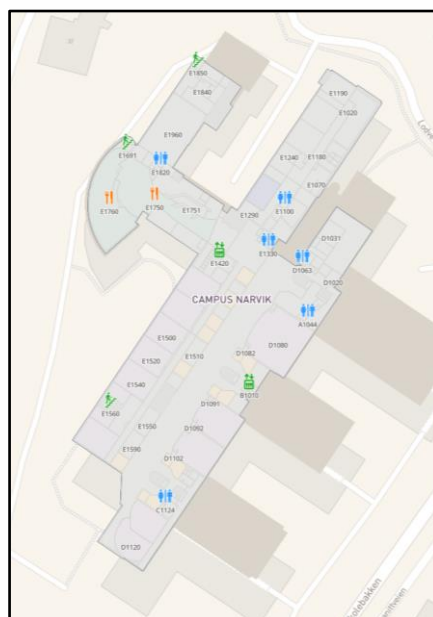 E1850
E1840
E1190
E1020
E1960
E1691
E1820
E1240
E1180
E1070
E1760
E1750
E1751
E1290
E1100
D1031
E1330
E1420
D1063
D1020
CAMPUS NARVIK
A1044
E1500
D1080
E1510
D1082
E1520
E1540
B1010
E1560
D1091
E1550
D1092
E1590
D1102
C1124
D1120